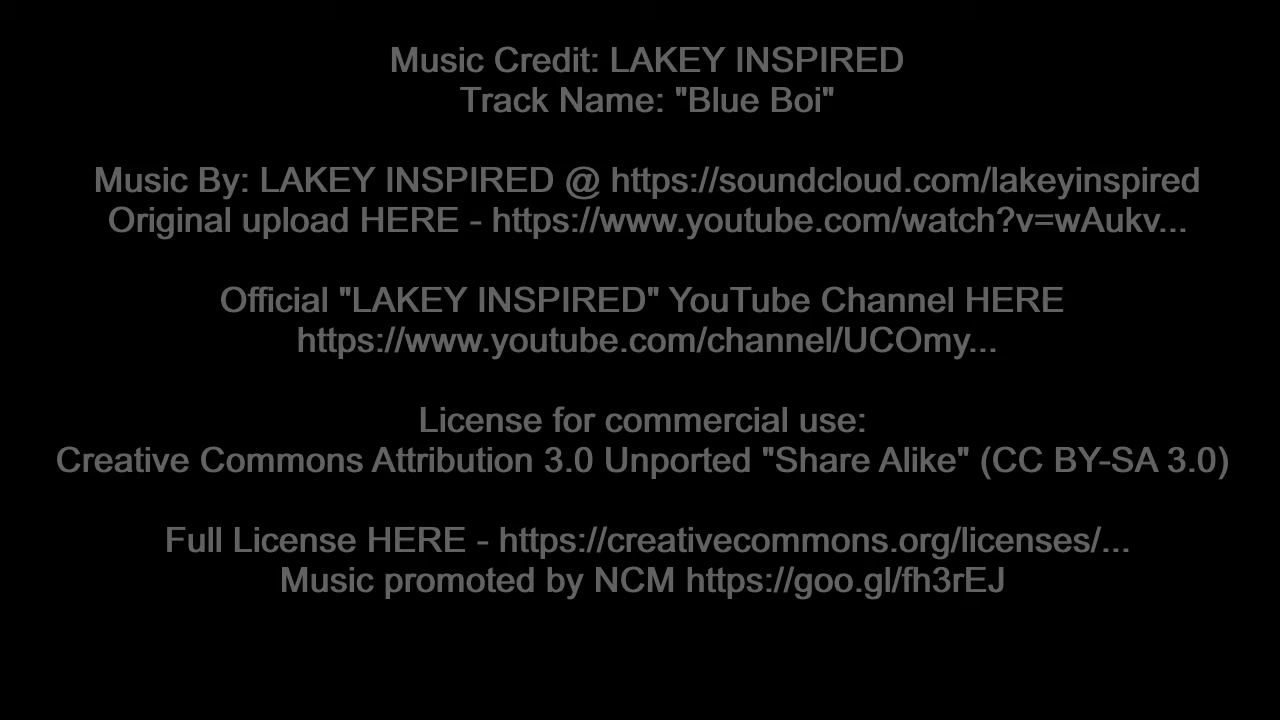 Music Credit: LAKEY INSPIRED
Track Name: "Blue Boi"
Music By: LAKEY INSPIRED @ https://soundcloud.com/lakeyinspired
Original upload HERE - https://www.youtube.com/watch?v=wAukv...
Official "LAKEY INSPIRED" YouTube Channel HERE
https://www.youtube.com/channel/UCOmy...
License for commercial use:
Creative Commons Attribution 3.0 Unported "Share Alike" (CC BY-SA 3.0)
Full License HERE - https://creativecommons.org/licenses/...
Music promoted by NCM https://goo.gl/fh3rEJ